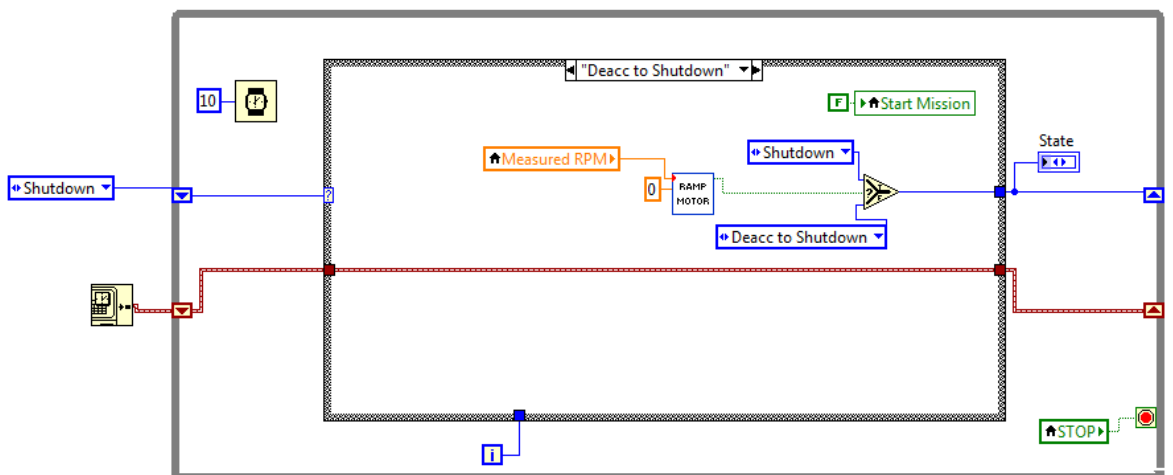 "Deacc to Shutdown"
10
F
Start Mission
Shutdown
Measured RPM
State
Shutdown
?
0
RAMP
MOTOR
?
T
F
Deacc to Shutdown
i
STOP